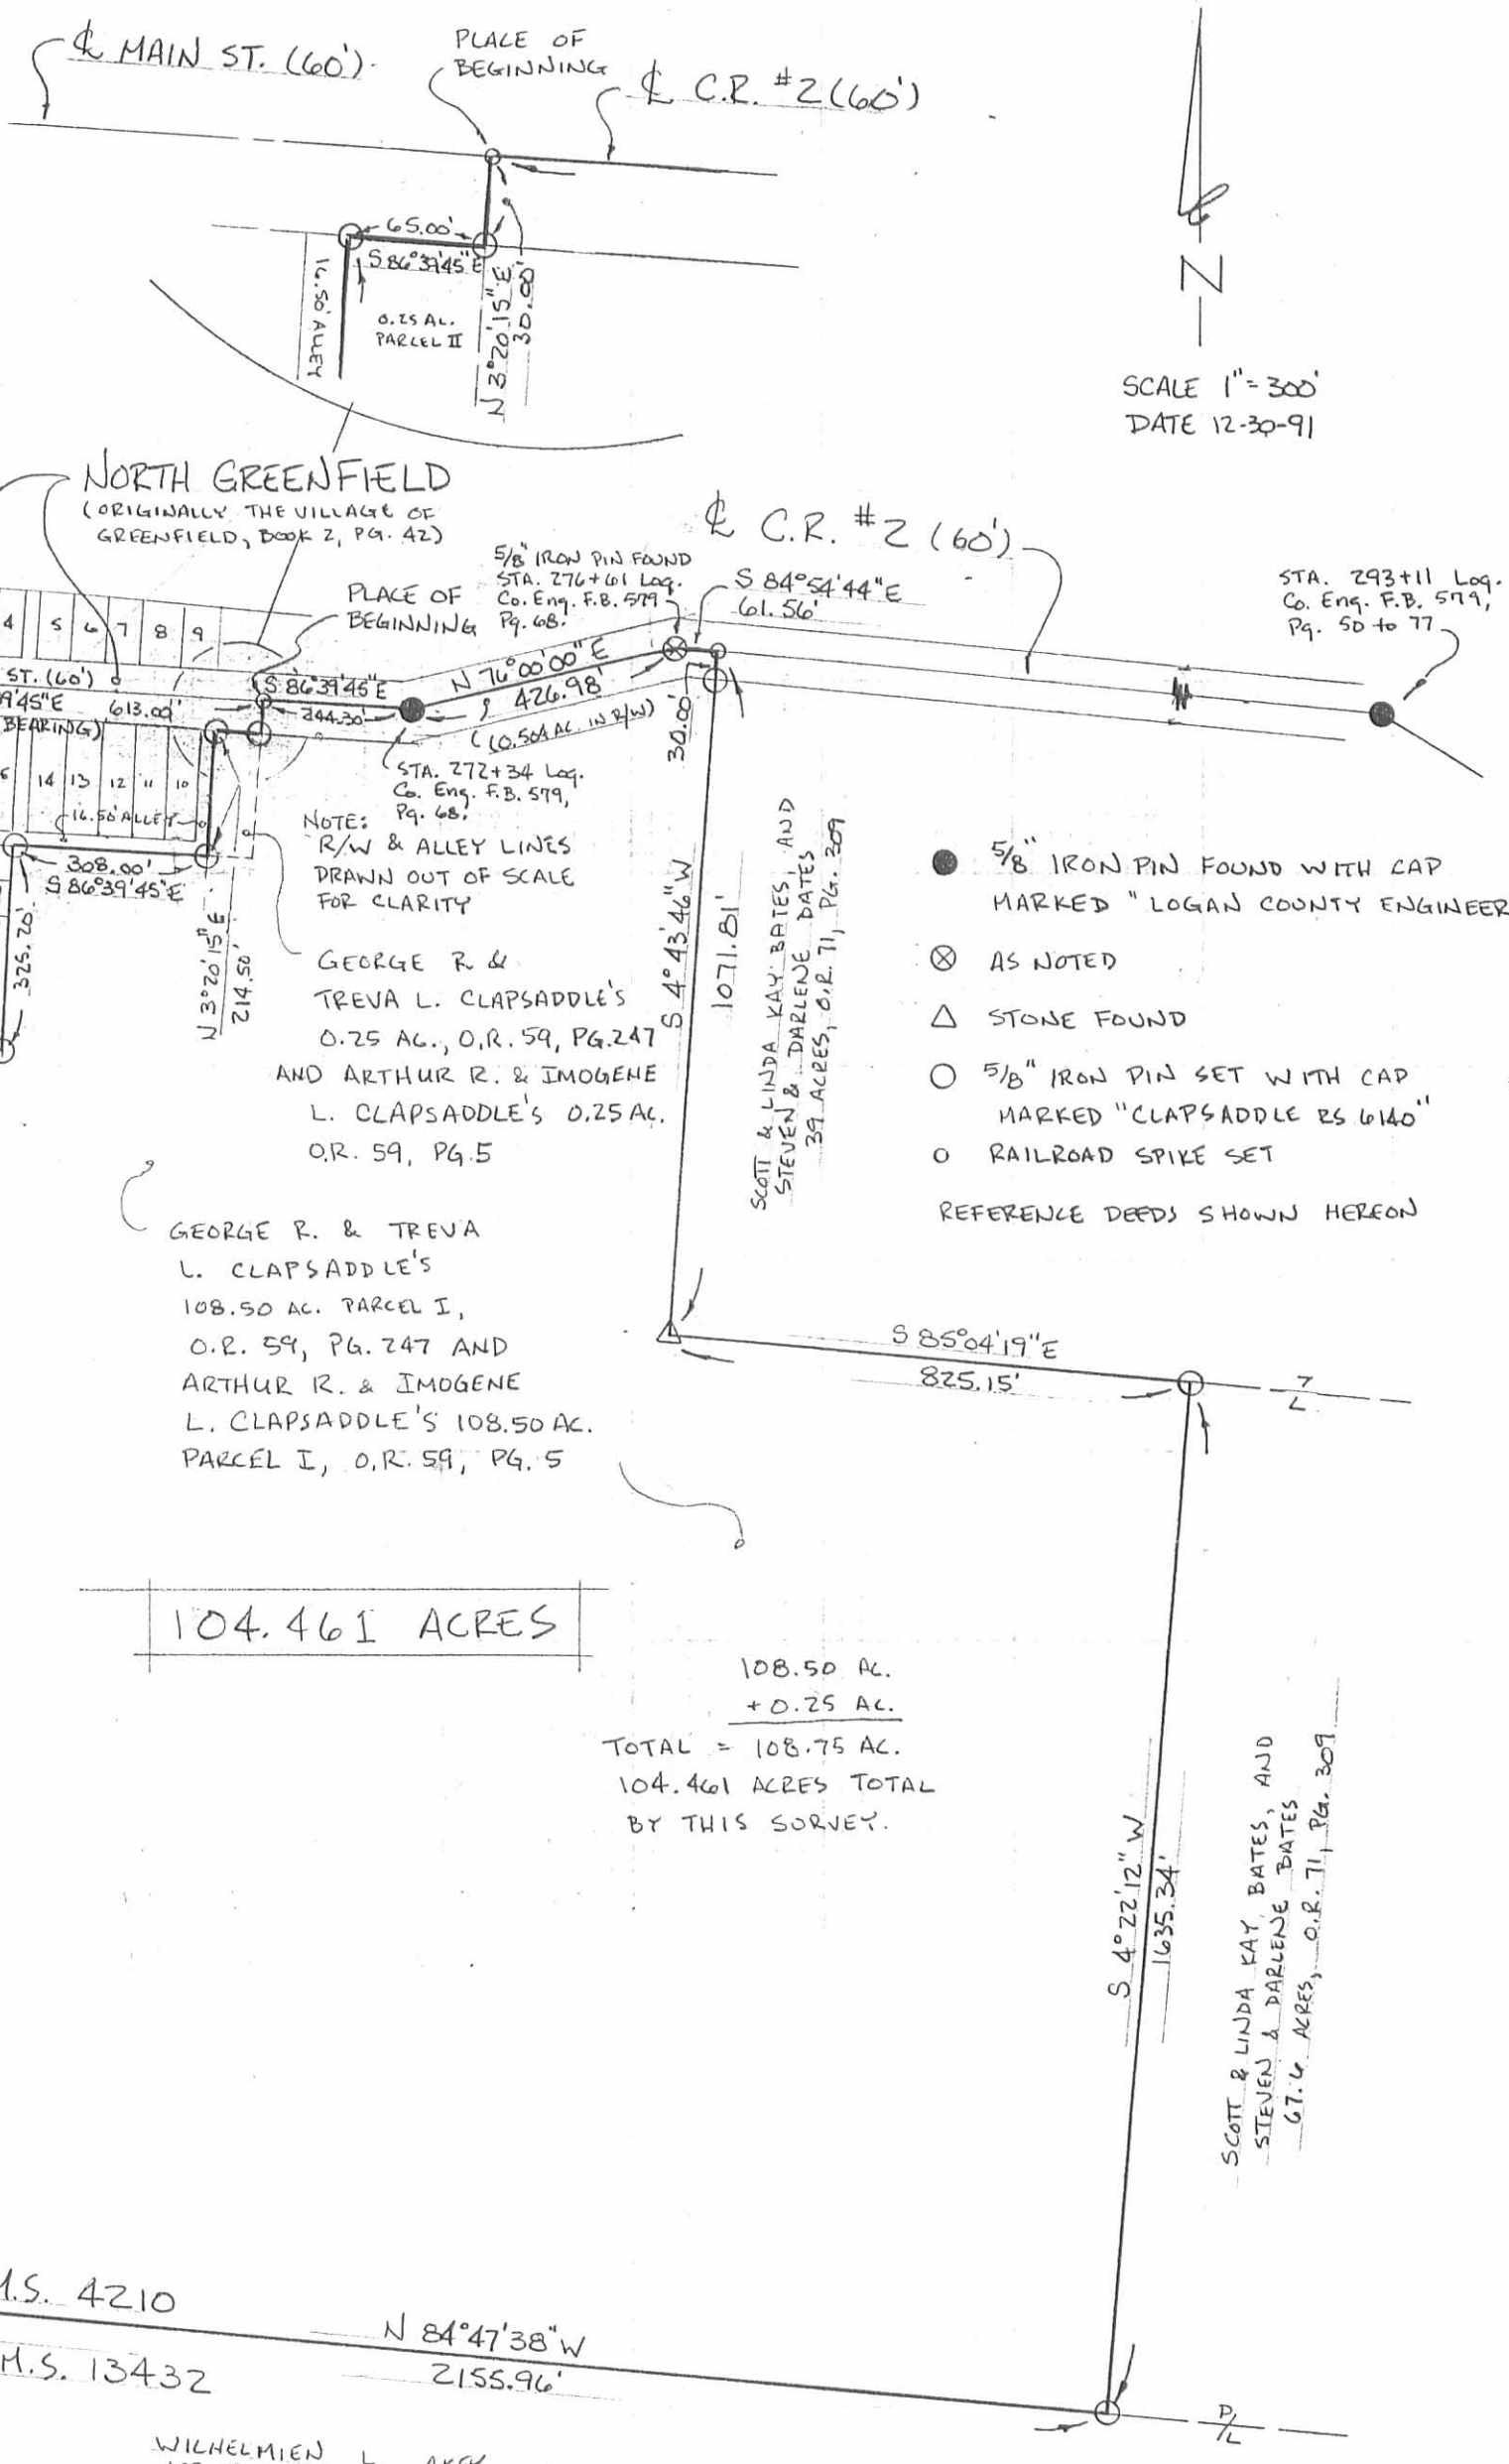 ℄ MAIN ST. (60')
PLACE OF
BEGINNING
℄ C.R. #2 (60')
65.00'
S 86°39'45" E
16.50' ALLEY
0.25 AC.
PARCEL II
N 3°20'15" E
30.00'
N
SCALE 1"=300'
DATE 12-30-91
NORTH GREENFIELD
(ORIGINALLY THE VILLAGE OF
GREENFIELD, BOOK 2, PG. 42)
℄ C.R. #2 (60')
5/8" IRON PIN FOUND
STA. 276+61 Log.
Co. Eng. F.B. 579
Pg. 68.
S 84°54'44" E
61.56'
STA. 293+11 Log.
Co. Eng. F.B. 579,
Pg. 50 to 77
PLACE OF
BEGINNING
4 5 6 7 8 9
ST. (60')
9'45"E 613.09'
BEARING)
S 86°39'45"E
244.30'
N 76°00'00" E
426.98'
(0.504 AC. IN R/W)
30.00'
STA. 272+34 Log.
Co. Eng. F.B. 579,
Pg. 68.
14 13 12 11 10
16.50' ALLEY
308.00'
S 86°39'45"E
325.20'
N 3°20'15" E
214.50'
NOTE:
R/W & ALLEY LINES
DRAWN OUT OF SCALE
FOR CLARITY
GEORGE R. &
TREVA L. CLAPSADDLE'S
0.25 AC., O.R. 59, PG.247
AND ARTHUR R. & IMOGENE
L. CLAPSADDLE'S 0.25 AC.
O.R. 59, PG.5
S 4°43'46" W
1071.81'
SCOTT & LINDA KAY BATES, AND
STEVEN & DARLENE DATES
39 ACRES, O.R. 71, PG. 309
5/8" IRON PIN FOUND WITH CAP
MARKED "LOGAN COUNTY ENGINEER
AS NOTED
STONE FOUND
5/8" IRON PIN SET WITH CAP
MARKED "CLAPSADDLE RS 6140"
RAILROAD SPIKE SET
REFERENCE DEEDS SHOWN HEREON
GEORGE R. & TREVA
L. CLAPSADDLE'S
108.50 AC. PARCEL I,
O.R. 59, PG. 247 AND
ARTHUR R. & IMOGENE
L. CLAPSADDLE'S 108.50 AC.
PARCEL I, O.R. 59, PG. 5
S 85°04'19" E
825.15'
104.461 ACRES
108.50 AC.
+ 0.25 AC.
TOTAL = 108.75 AC.
104.461 ACRES TOTAL
BY THIS SURVEY.
S 4°22'12" W
1635.34'
SCOTT & LINDA KAY BATES, AND
STEVEN & DARLENE BATES
67.6 ACRES, O.R. 71, PG. 309
M.S. 4210
N 84°47'38" W
2155.96'
M.S. 13432
P/L
WILHELMIEN L.